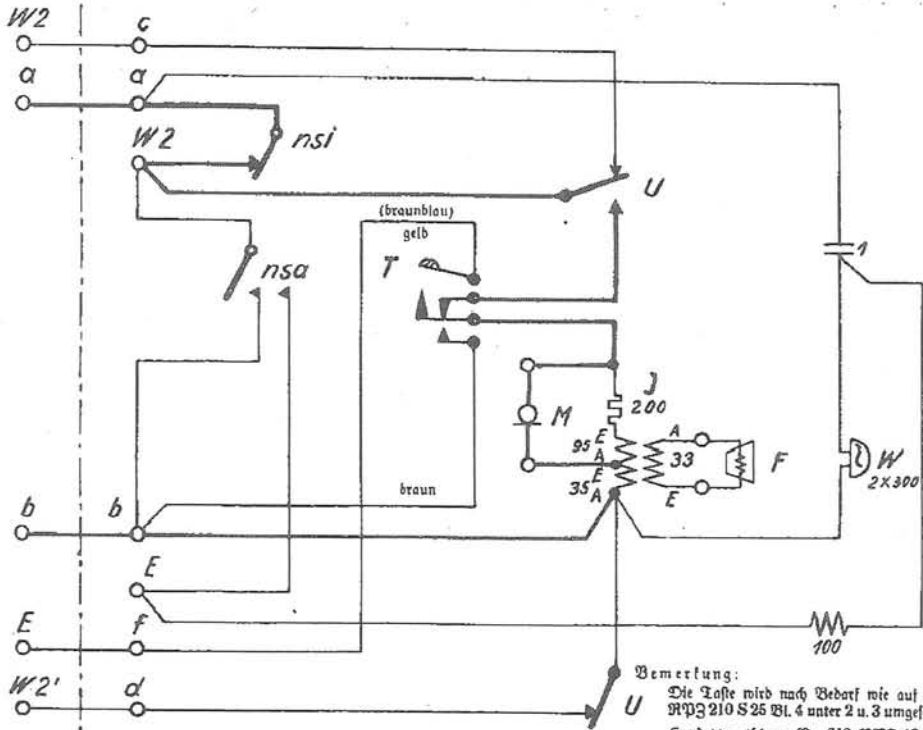 W2 c
a a
W2 nsi
U
(braunblau)
gelb
T
nsa
1
J
200
M
E
95
A
E
35
A
A
33
E
F
W
2X300
braun
b b
E
E f
100
W2' d
U
Bemerkung:
Die Taste wird nach Bedarf wie auf
RPZ 210 S 25 Bl. 4 unter 2 u. 3